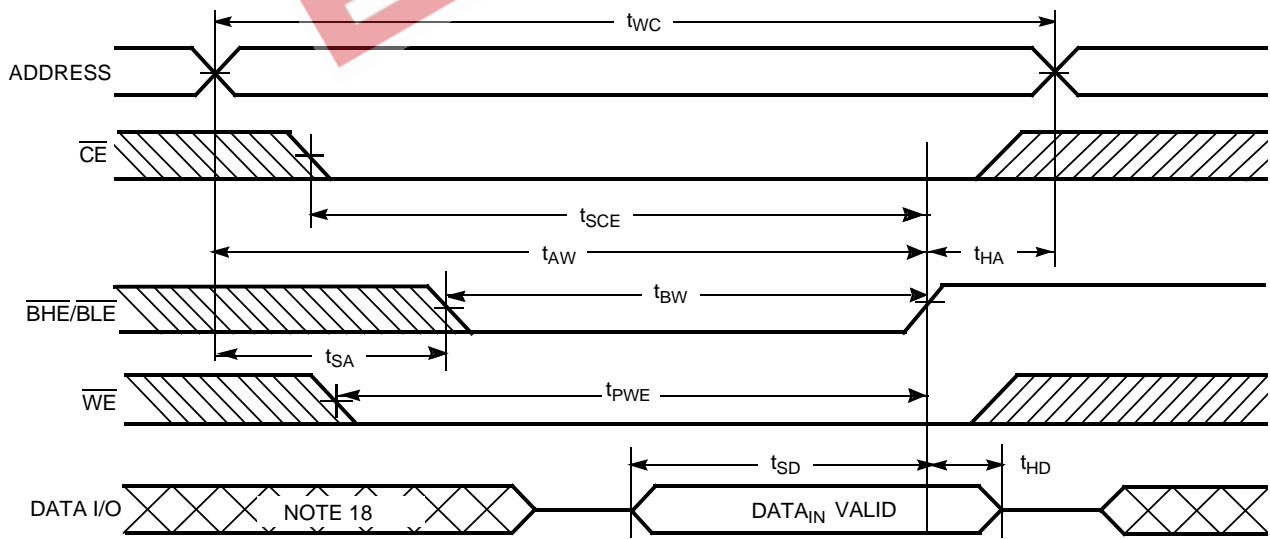 tWC
ADDRESS
CE
tSCE
tAW
tHA
BHE/BLE
tBW
tSA
WE
tPWE
tSD
tHD
DATA I/O
NOTE 18
DATAIN VALID